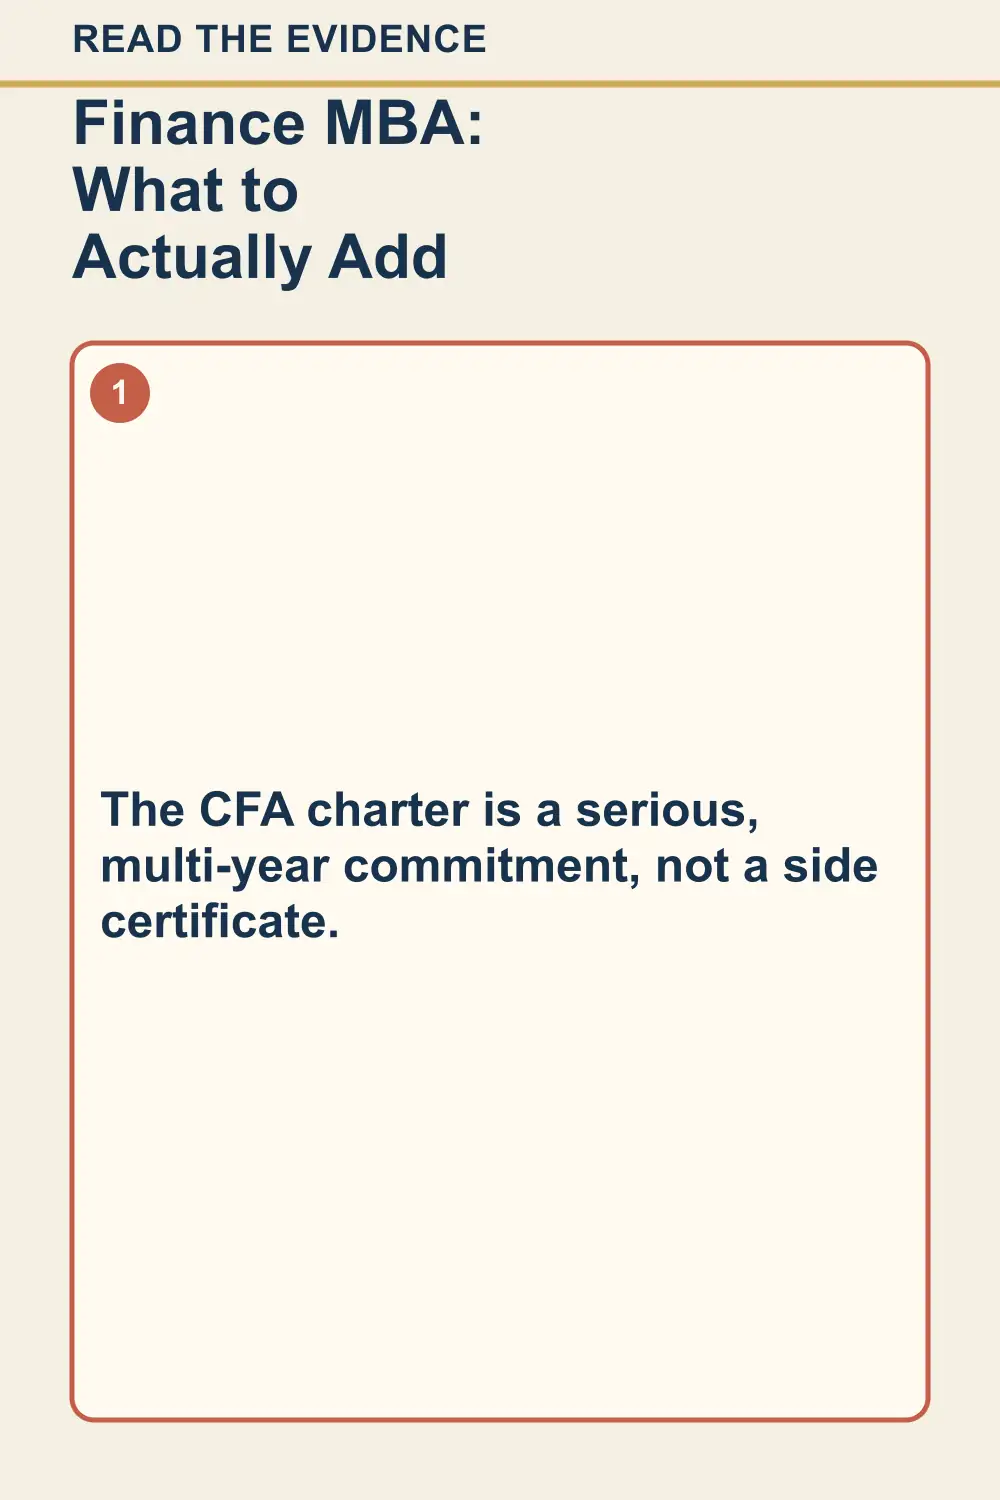 READ THE EVIDENCE
Finance MBA:
What to
Actually Add
1
The CFA charter is a serious,
multi-year commitment, not a side
certificate.